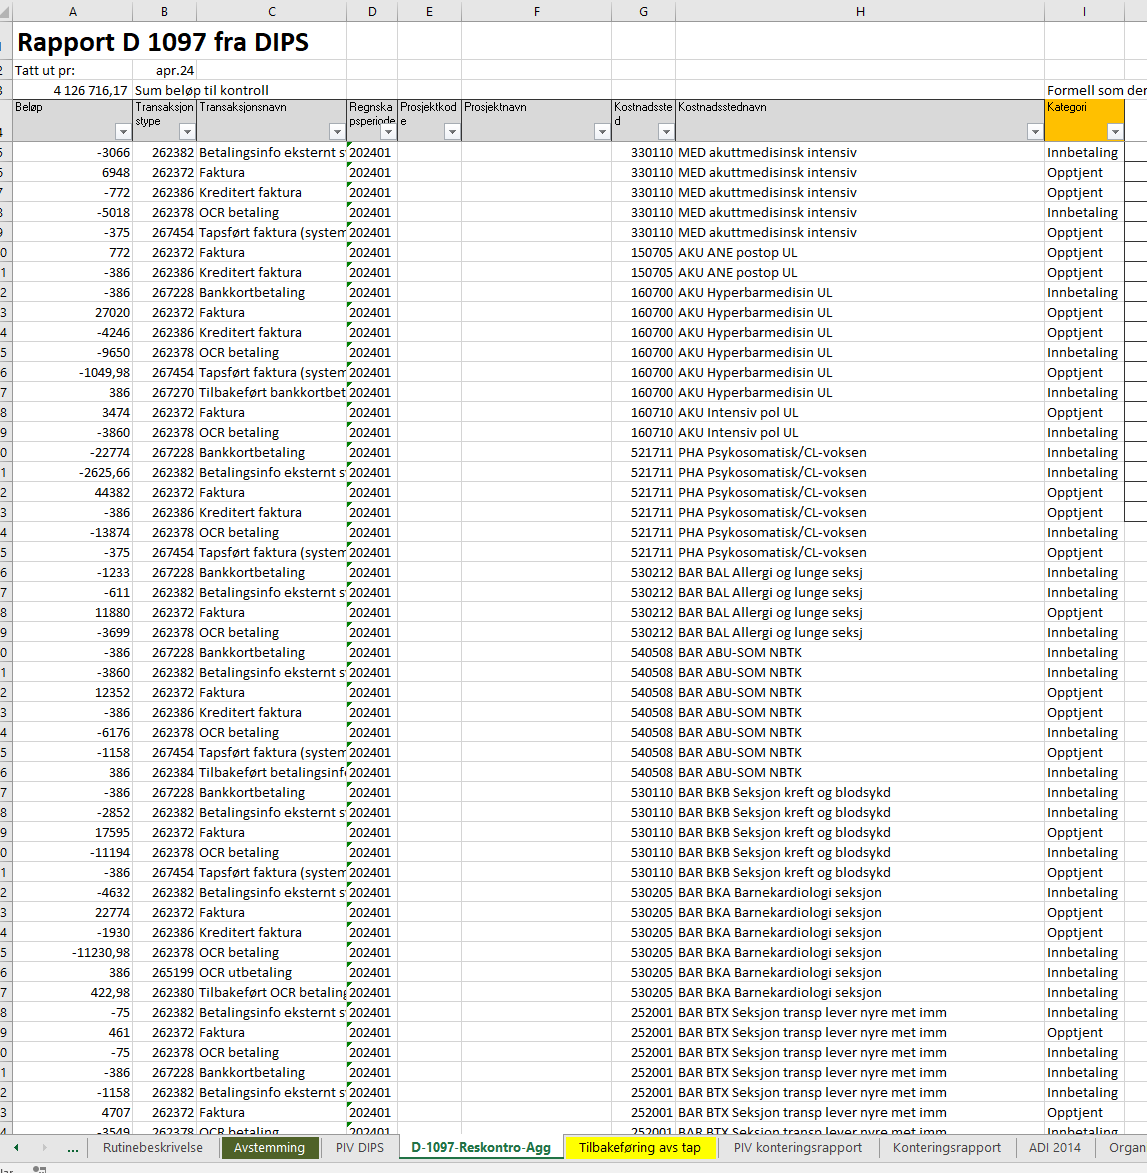 A B C D E F G H I
Rapport D 1097 fra DIPS
Tatt ut pr: apr.24
4 126 716,17 Sum beløp til kontroll Formell som der
Beløp Transaksjonstype Transaksjonsnavn Regnskapsperiode Prosjektkode Prosjektnavn Kostnadssted Kostnadsstednavn Kategori
-3066 262382 Betalingsinfo eksternt s 202401 330110 MED akuttmedisinsk intensiv Innbetaling
6948 262372 Faktura 202401 330110 MED akuttmedisinsk intensiv Opptjent
-772 262386 Kreditert faktura 202401 330110 MED akuttmedisinsk intensiv Opptjent
-5018 262378 OCR betaling 202401 330110 MED akuttmedisinsk intensiv Innbetaling
-375 267454 Tapsført faktura (system 202401 330110 MED akuttmedisinsk intensiv Opptjent
772 262372 Faktura 202401 150705 AKU ANE postop UL Opptjent
-386 262386 Kreditert faktura 202401 150705 AKU ANE postop UL Opptjent
-386 267228 Bankkortbetaling 202401 160700 AKU Hyperbarmedisin UL Innbetaling
27020 262372 Faktura 202401 160700 AKU Hyperbarmedisin UL Opptjent
-4246 262386 Kreditert faktura 202401 160700 AKU Hyperbarmedisin UL Opptjent
-9650 262378 OCR betaling 202401 160700 AKU Hyperbarmedisin UL Innbetaling
-1049,98 267454 Tapsført faktura (system 202401 160700 AKU Hyperbarmedisin UL Opptjent
386 267270 Tilbakeført bankkortbet 202401 160700 AKU Hyperbarmedisin UL Innbetaling
3474 262372 Faktura 202401 160710 AKU Intensiv pol UL Opptjent
-3860 262378 OCR betaling 202401 160710 AKU Intensiv pol UL Innbetaling
-22774 267228 Bankkortbetaling 202401 521711 PHA Psykosomatisk/CL-voksen Innbetaling
-2625,66 262382 Betalingsinfo eksternt s 202401 521711 PHA Psykosomatisk/CL-voksen Innbetaling
44382 262372 Faktura 202401 521711 PHA Psykosomatisk/CL-voksen Opptjent
-386 262386 Kreditert faktura 202401 521711 PHA Psykosomatisk/CL-voksen Opptjent
-13874 262378 OCR betaling 202401 521711 PHA Psykosomatisk/CL-voksen Innbetaling
-375 267454 Tapsført faktura (system 202401 521711 PHA Psykosomatisk/CL-voksen Opptjent
-1233 267228 Bankkortbetaling 202401 530212 BAR BAL Allergi og lunge seksj Innbetaling
-611 262382 Betalingsinfo eksternt s 202401 530212 BAR BAL Allergi og lunge seksj Innbetaling
11880 262372 Faktura 202401 530212 BAR BAL Allergi og lunge seksj Opptjent
-3699 262378 OCR betaling 202401 530212 BAR BAL Allergi og lunge seksj Innbetaling
-386 267228 Bankkortbetaling 202401 540508 BAR ABU-SOM NBTK Innbetaling
-3860 262382 Betalingsinfo eksternt s 202401 540508 BAR ABU-SOM NBTK Innbetaling
12352 262372 Faktura 202401 540508 BAR ABU-SOM NBTK Opptjent
-386 262386 Kreditert faktura 202401 540508 BAR ABU-SOM NBTK Opptjent
-6176 262378 OCR betaling 202401 540508 BAR ABU-SOM NBTK Innbetaling
-1158 267454 Tapsført faktura (system 202401 540508 BAR ABU-SOM NBTK Opptjent
386 262384 Tilbakeført betalingsinf 202401 540508 BAR ABU-SOM NBTK Innbetaling
-386 267228 Bankkortbetaling 202401 530110 BAR BKB Seksjon kreft og blodsykd Innbetaling
-2852 262382 Betalingsinfo eksternt s 202401 530110 BAR BKB Seksjon kreft og blodsykd Innbetaling
17595 262372 Faktura 202401 530110 BAR BKB Seksjon kreft og blodsykd Opptjent
-11194 262378 OCR betaling 202401 530110 BAR BKB Seksjon kreft og blodsykd Innbetaling
-386 267454 Tapsført faktura (system 202401 530110 BAR BKB Seksjon kreft og blodsykd Opptjent
-4632 262382 Betalingsinfo eksternt s 202401 530205 BAR BKA Barnekardiologi seksjon Innbetaling
22774 262372 Faktura 202401 530205 BAR BKA Barnekardiologi seksjon Opptjent
-1930 262386 Kreditert faktura 202401 530205 BAR BKA Barnekardiologi seksjon Opptjent
-11230,98 262378 OCR betaling 202401 530205 BAR BKA Barnekardiologi seksjon Innbetaling
386 265199 OCR utbetaling 202401 530205 BAR BKA Barnekardiologi seksjon Innbetaling
422,98 262380 Tilbakeført OCR betaling 202401 530205 BAR BKA Barnekardiologi seksjon Innbetaling
-75 262382 Betalingsinfo eksternt s 202401 252001 BAR BTX Seksjon transp lever nyre met imm Innbetaling
461 262372 Faktura 202401 252001 BAR BTX Seksjon transp lever nyre met imm Opptjent
-75 262378 OCR betaling 202401 252001 BAR BTX Seksjon transp lever nyre met imm Innbetaling
-386 267228 Bankkortbetaling 202401 252001 BAR BTX Seksjon transp lever nyre met imm Innbetaling
-1158 262382 Betalingsinfo eksternt s 202401 252001 BAR BTX Seksjon transp lever nyre met imm Innbetaling
4707 262372 Faktura 202401 252001 BAR BTX Seksjon transp lever nyre met imm Opptjent
-3549 262378 OCR betaling 202401 252001 BAR BTX Seksjon transp lever nyre met imm Innbetaling
... Rutinebeskrivelse Avstemming PIV DIPS D-1097-Reskontro-Agg Tilbakeføring avs tap PIV konteringsrapport Konteringsrapport ADI 2014 Organ